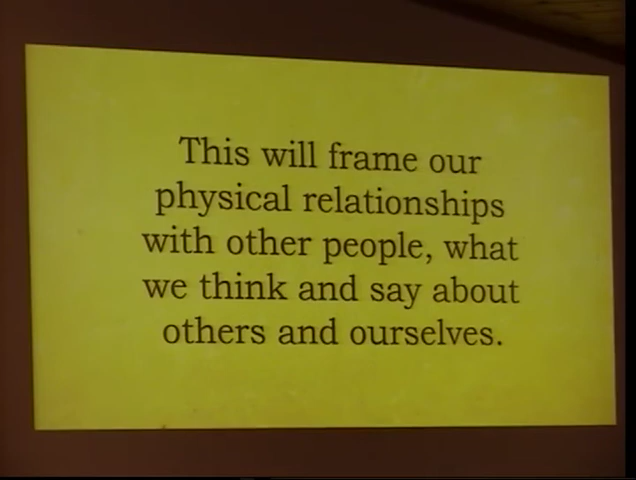 This will frame our
physical relationships
with other people, what
we think and say about
others and ourselves.